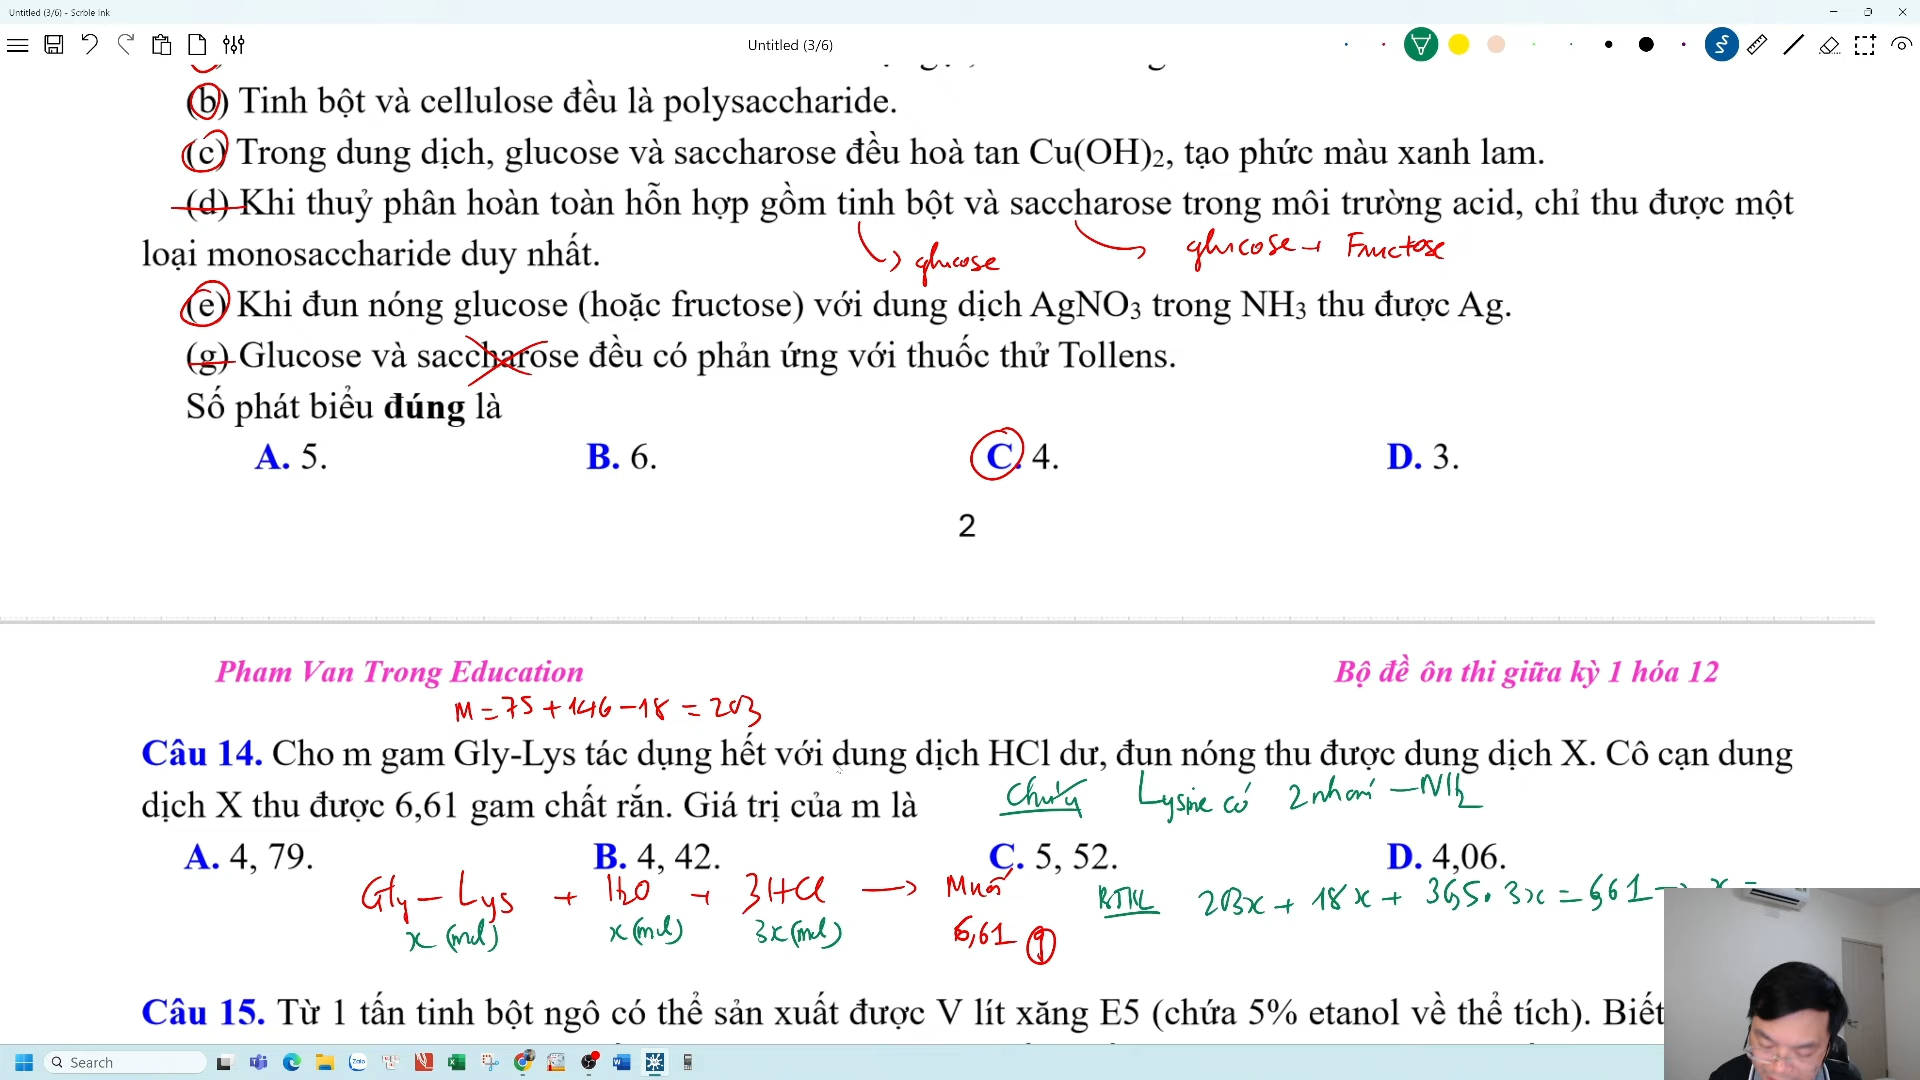 Untitled (3/6) - Scrble Ink
Untitled (3/6)
(b) Tinh bột và cellulose đều là polysaccharide.
(c) Trong dung dịch, glucose và saccharose đều hoà tan Cu(OH)₂, tạo phức màu xanh lam.
(d) Khi thuỷ phân hoàn toàn hỗn hợp gồm tinh bột và saccharose trong môi trường acid, chỉ thu được một
loại monosaccharide duy nhất.
glucose
glucose + Fructose
(e) Khi đun nóng glucose (hoặc fructose) với dung dịch AgNO₃ trong NH₃ thu được Ag.
(g) Glucose và saccharose đều có phản ứng với thuốc thử Tollens.
Số phát biểu đúng là
A. 5. B. 6. C. 4. D. 3.
2
Pham Van Trong Education Bộ đề ôn thi giữa kỳ 1 hóa 12
M = 75 + 146 - 18 = 203
Câu 14. Cho m gam Gly-Lys tác dụng hết với dung dịch HCl dư, đun nóng thu được dung dịch X. Cô cạn dung
dịch X thu được 6,61 gam chất rắn. Giá trị của m là
Chú ý Lysine có 2 nhóm -NH₂
A. 4, 79. B. 4, 42. C. 5, 52. D. 4,06.
Gly - Lys + H₂O + 3HCl → Muối
x (mol) x (mol) 3x (mol) 6,61 g
BTKL 203x + 18x + 36,5. 3x = 6,61 → x =
Câu 15. Từ 1 tấn tinh bột ngô có thể sản xuất được V lít xăng E5 (chứa 5% etanol về thể tích). Biết
Search